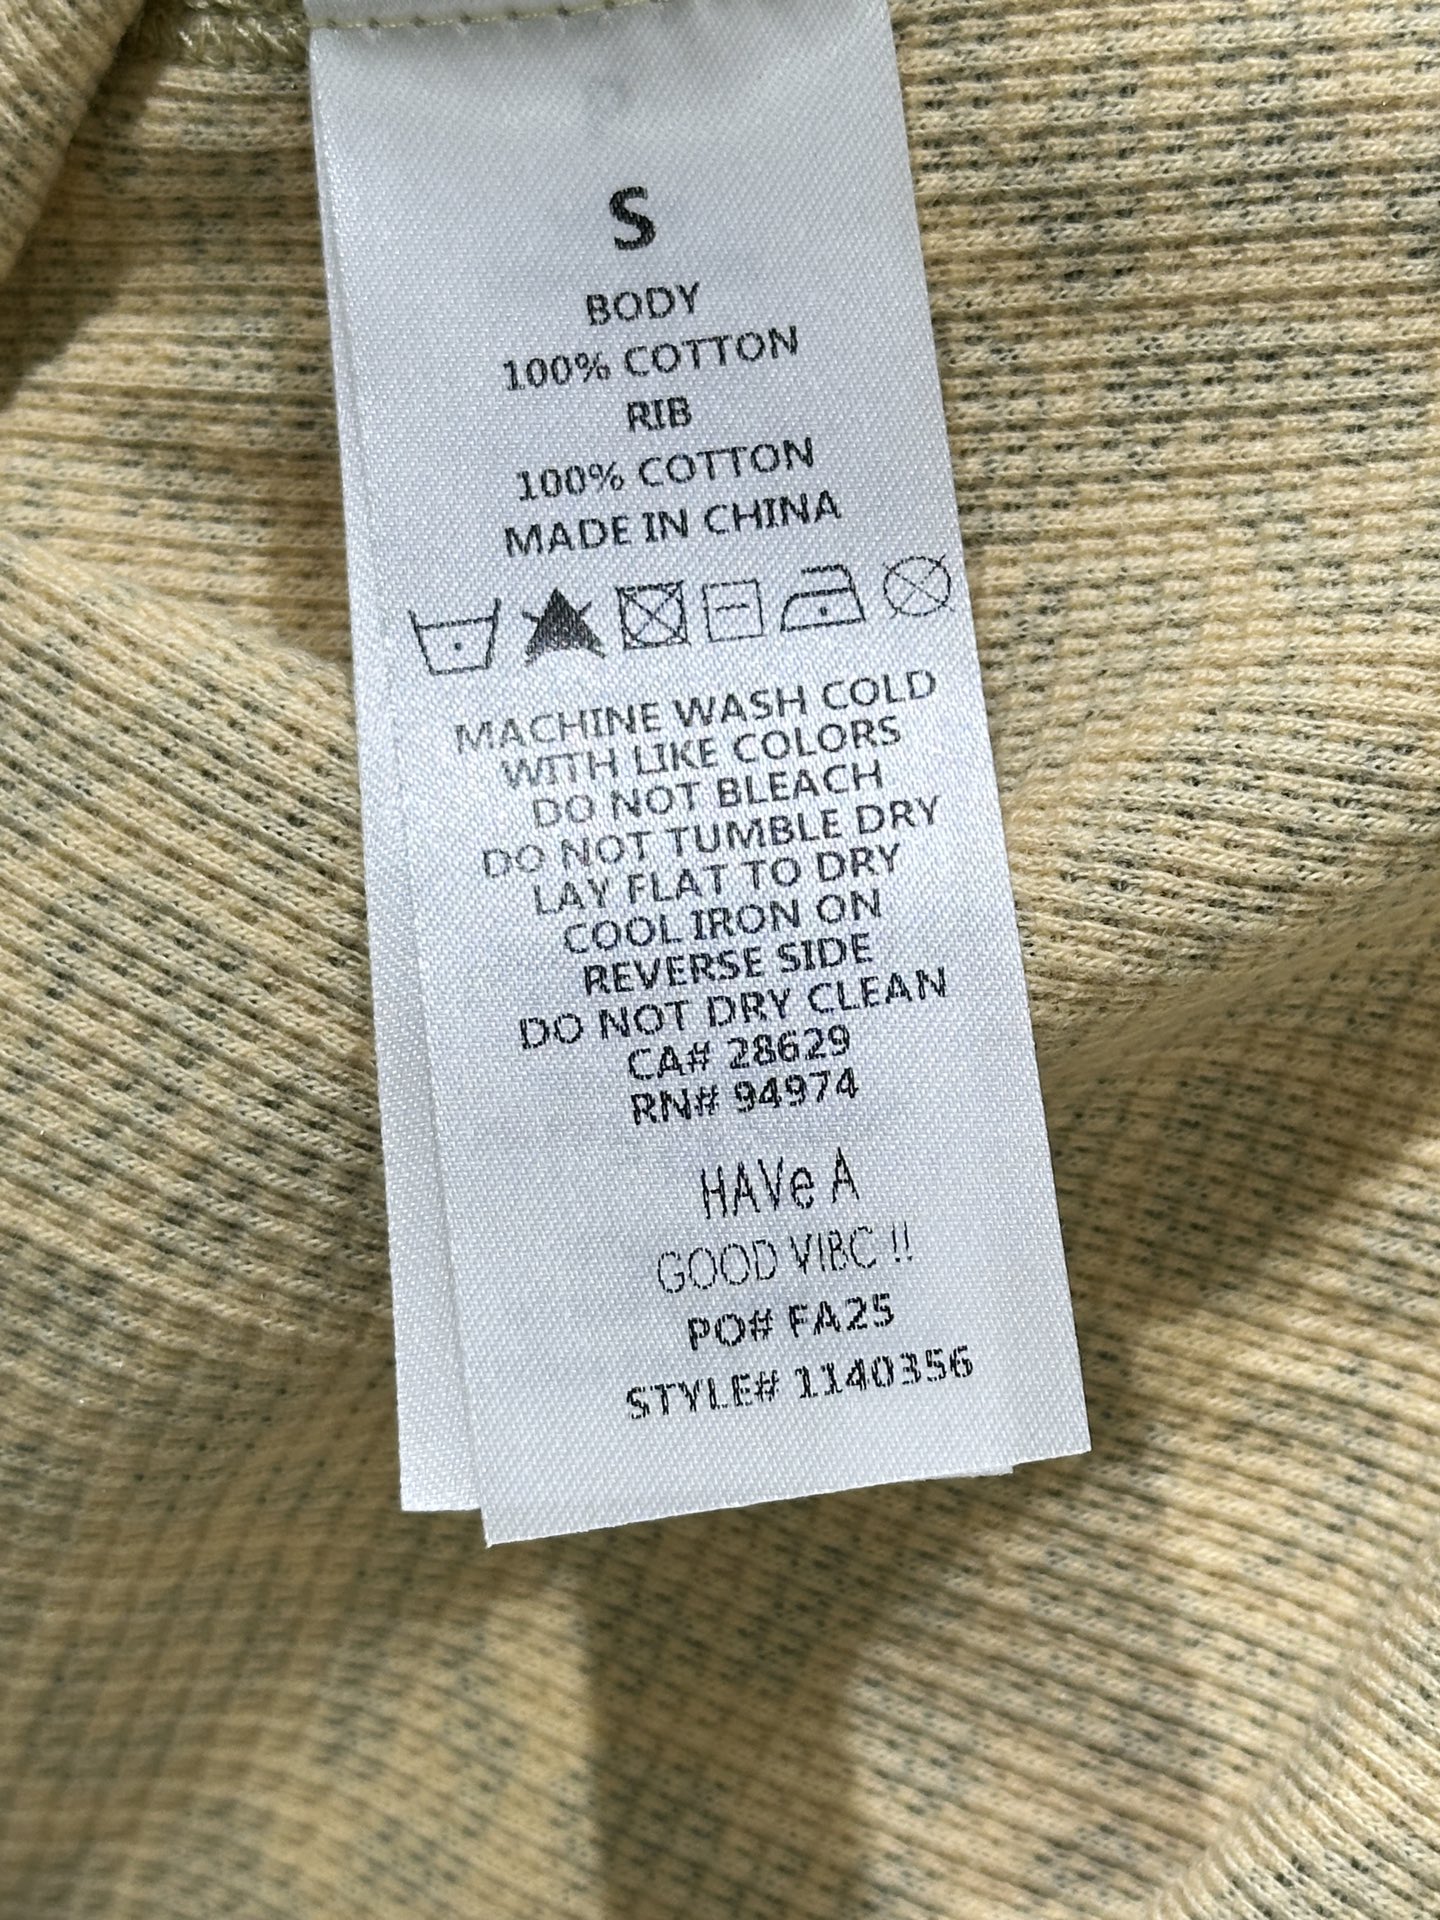 S
BODY
100% COTTON
RIB
100% COTTON
MADE IN CHINA
MACHINE WASH COLD
WITH LIKE COLORS
DO NOT BLEACH
DO NOT TUMBLE DRY
LAY FLAT TO DRY
COOL IRON ON
REVERSE SIDE
DO NOT DRY CLEAN
CA# 28629
RN# 94974
HAVe A
GOOD VIBC !!
PO# FA25
STYLE# 1140356